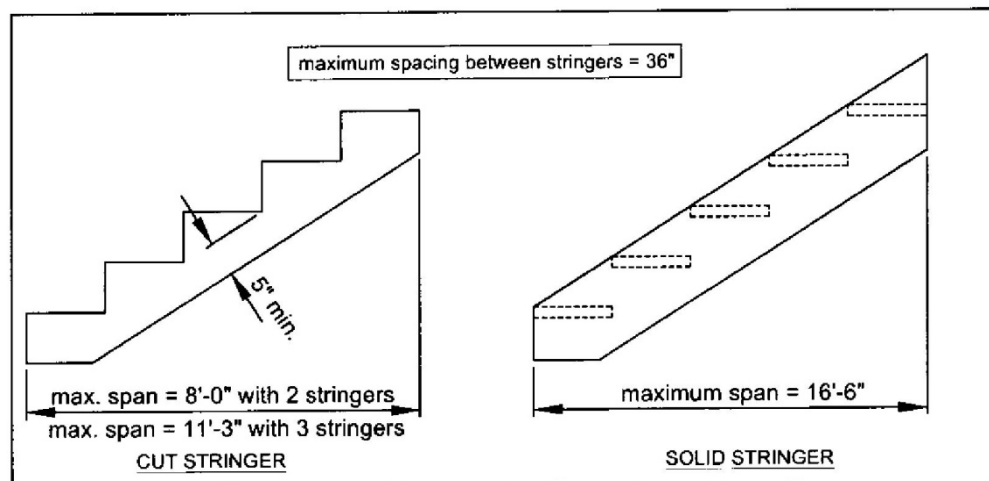 maximum spacing between stringers = 36"
5" min.
max. span = 8'-0" with 2 stringers
max. span = 11'-3" with 3 stringers
CUT STRINGER
maximum span = 16'-6"
SOLID STRINGER